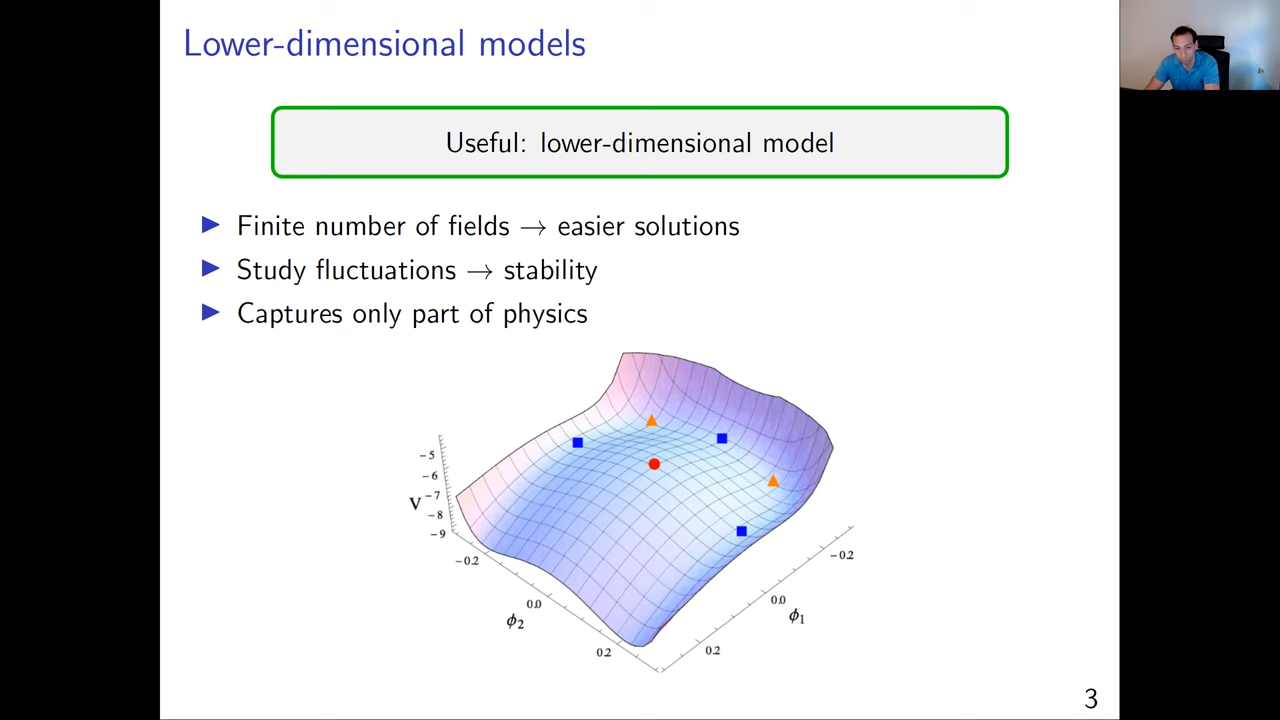 Lower-dimensional models
Useful: lower-dimensional model
▶ Finite number of fields → easier solutions
▶ Study fluctuations → stability
▶ Captures only part of physics
−5
−6
−7
−8
−9
V
−0.2
0.0
0.2
ϕ₂
−0.2
0.0
0.2
ϕ₁
3